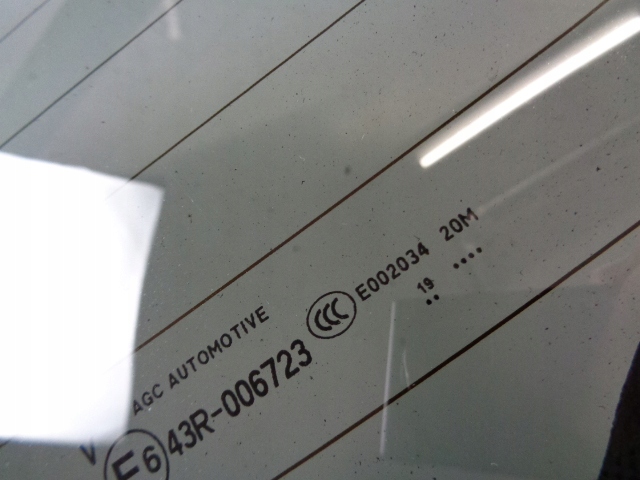 AGC AUTOMOTIVE
V
E6 43R-006723
CCC E002034 20M
19